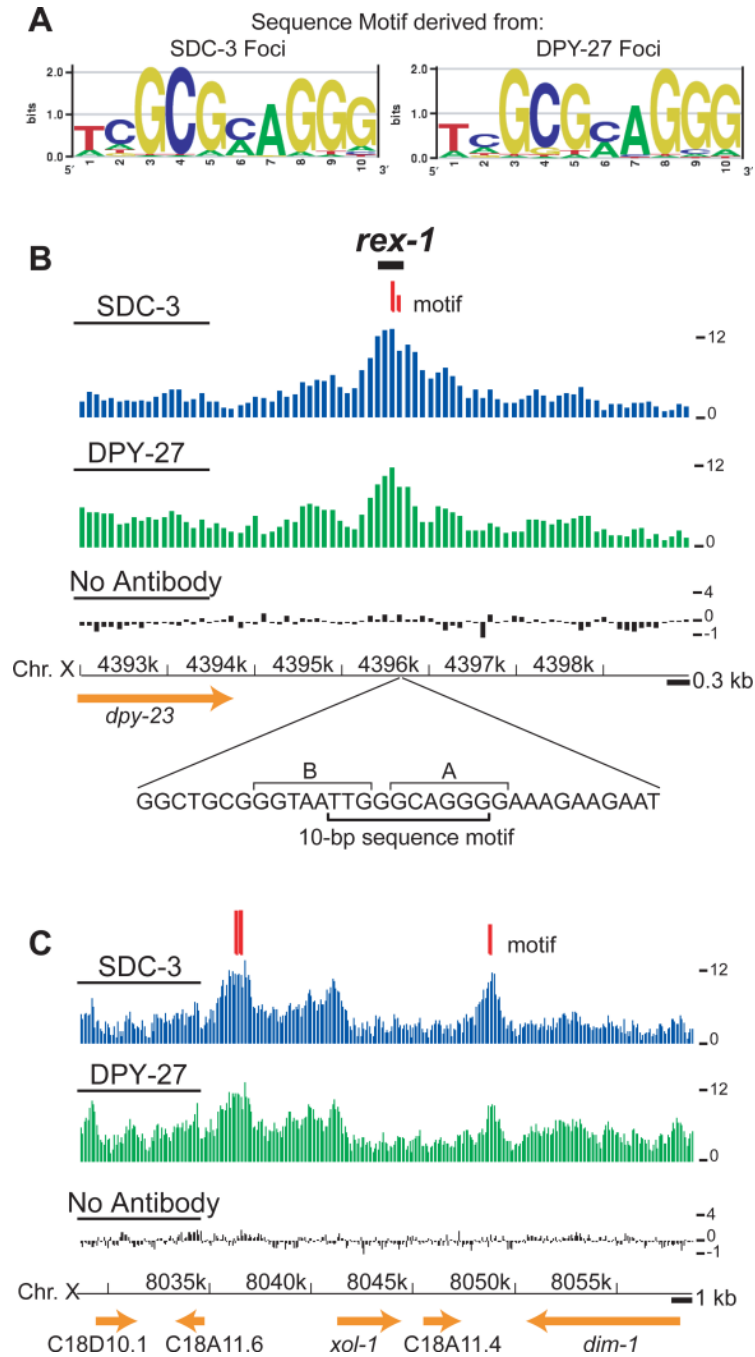 A
Sequence Motif derived from:
SDC-3 Foci
DPY-27 Foci
2.0
1.0
0.0
bits
TCGCGCAGGG
5′ 1 2 3 4 5 6 7 8 9 10 3′
2.0
1.0
0.0
bits
TCGCGCAGGG
5′ 1 2 3 4 5 6 7 8 9 10 3′
B
rex-1
motif
SDC-3
12
0
DPY-27
12
0
No Antibody
4
0
-1
Chr. X 4393k 4394k 4395k 4396k 4397k 4398k
0.3 kb
dpy-23
B A
GGCTGCGGGTAATTGGGCAGGGGAAAGAAGAAT
10-bp sequence motif
C
motif
SDC-3
12
0
DPY-27
12
0
No Antibody
4
0
-1
Chr. X 8035k 8040k 8045k 8050k 8055k
1 kb
C18D10.1 C18A11.6 xol-1 C18A11.4 dim-1